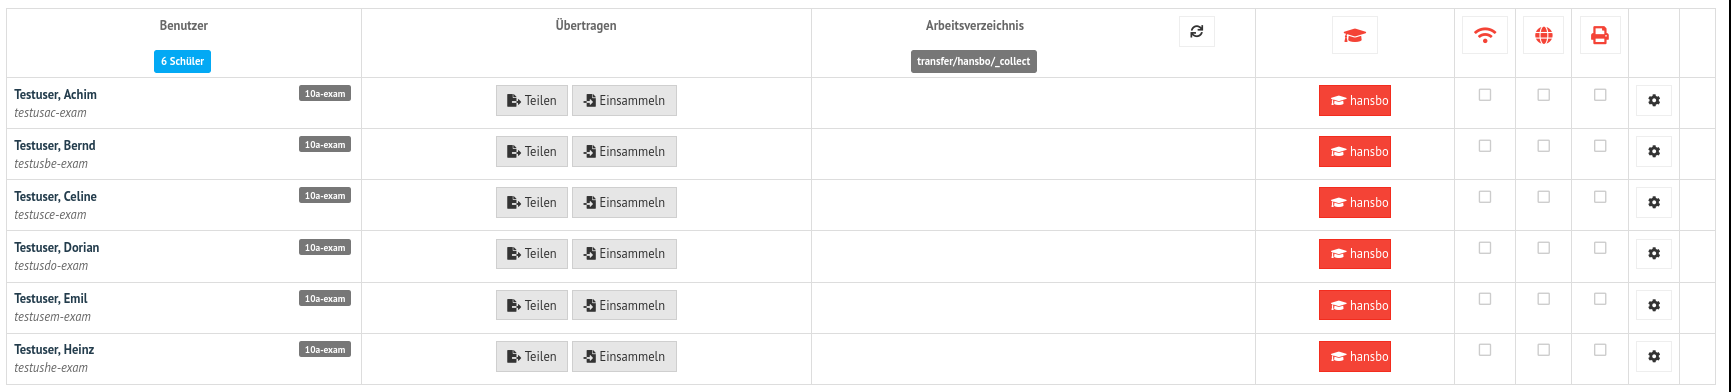 Benutzer Übertragen Arbeitsverzeichnis
6 Schüler transfer/hansbo/_collect
Testuser, Achim 10a-exam Teilen Einsammeln hansbo
testusac-exam
Testuser, Bernd 10a-exam Teilen Einsammeln hansbo
testusbe-exam
Testuser, Celine 10a-exam Teilen Einsammeln hansbo
testusce-exam
Testuser, Dorian 10a-exam Teilen Einsammeln hansbo
testusdo-exam
Testuser, Emil 10a-exam Teilen Einsammeln hansbo
testusem-exam
Testuser, Heinz 10a-exam Teilen Einsammeln hansbo
testushe-exam